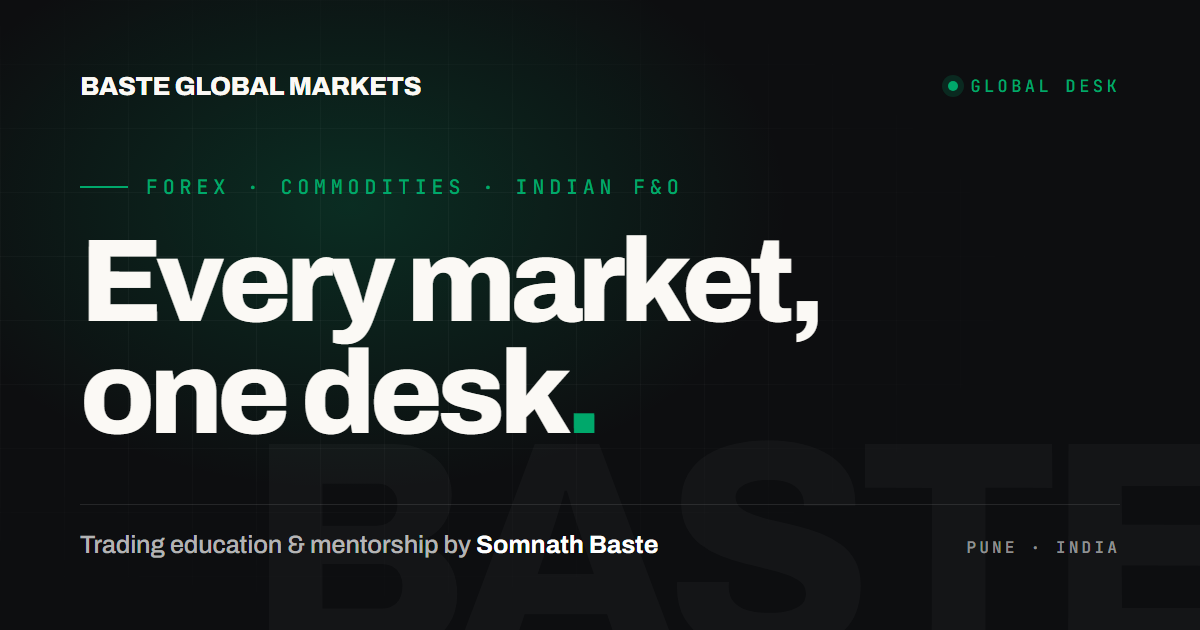 BASTE GLOBAL MARKETS
GLOBAL DESK
FOREX · COMMODITIES · INDIAN F&O
Every market,
one desk.
BASTE
Trading education & mentorship by Somnath Baste
PUNE · INDIA